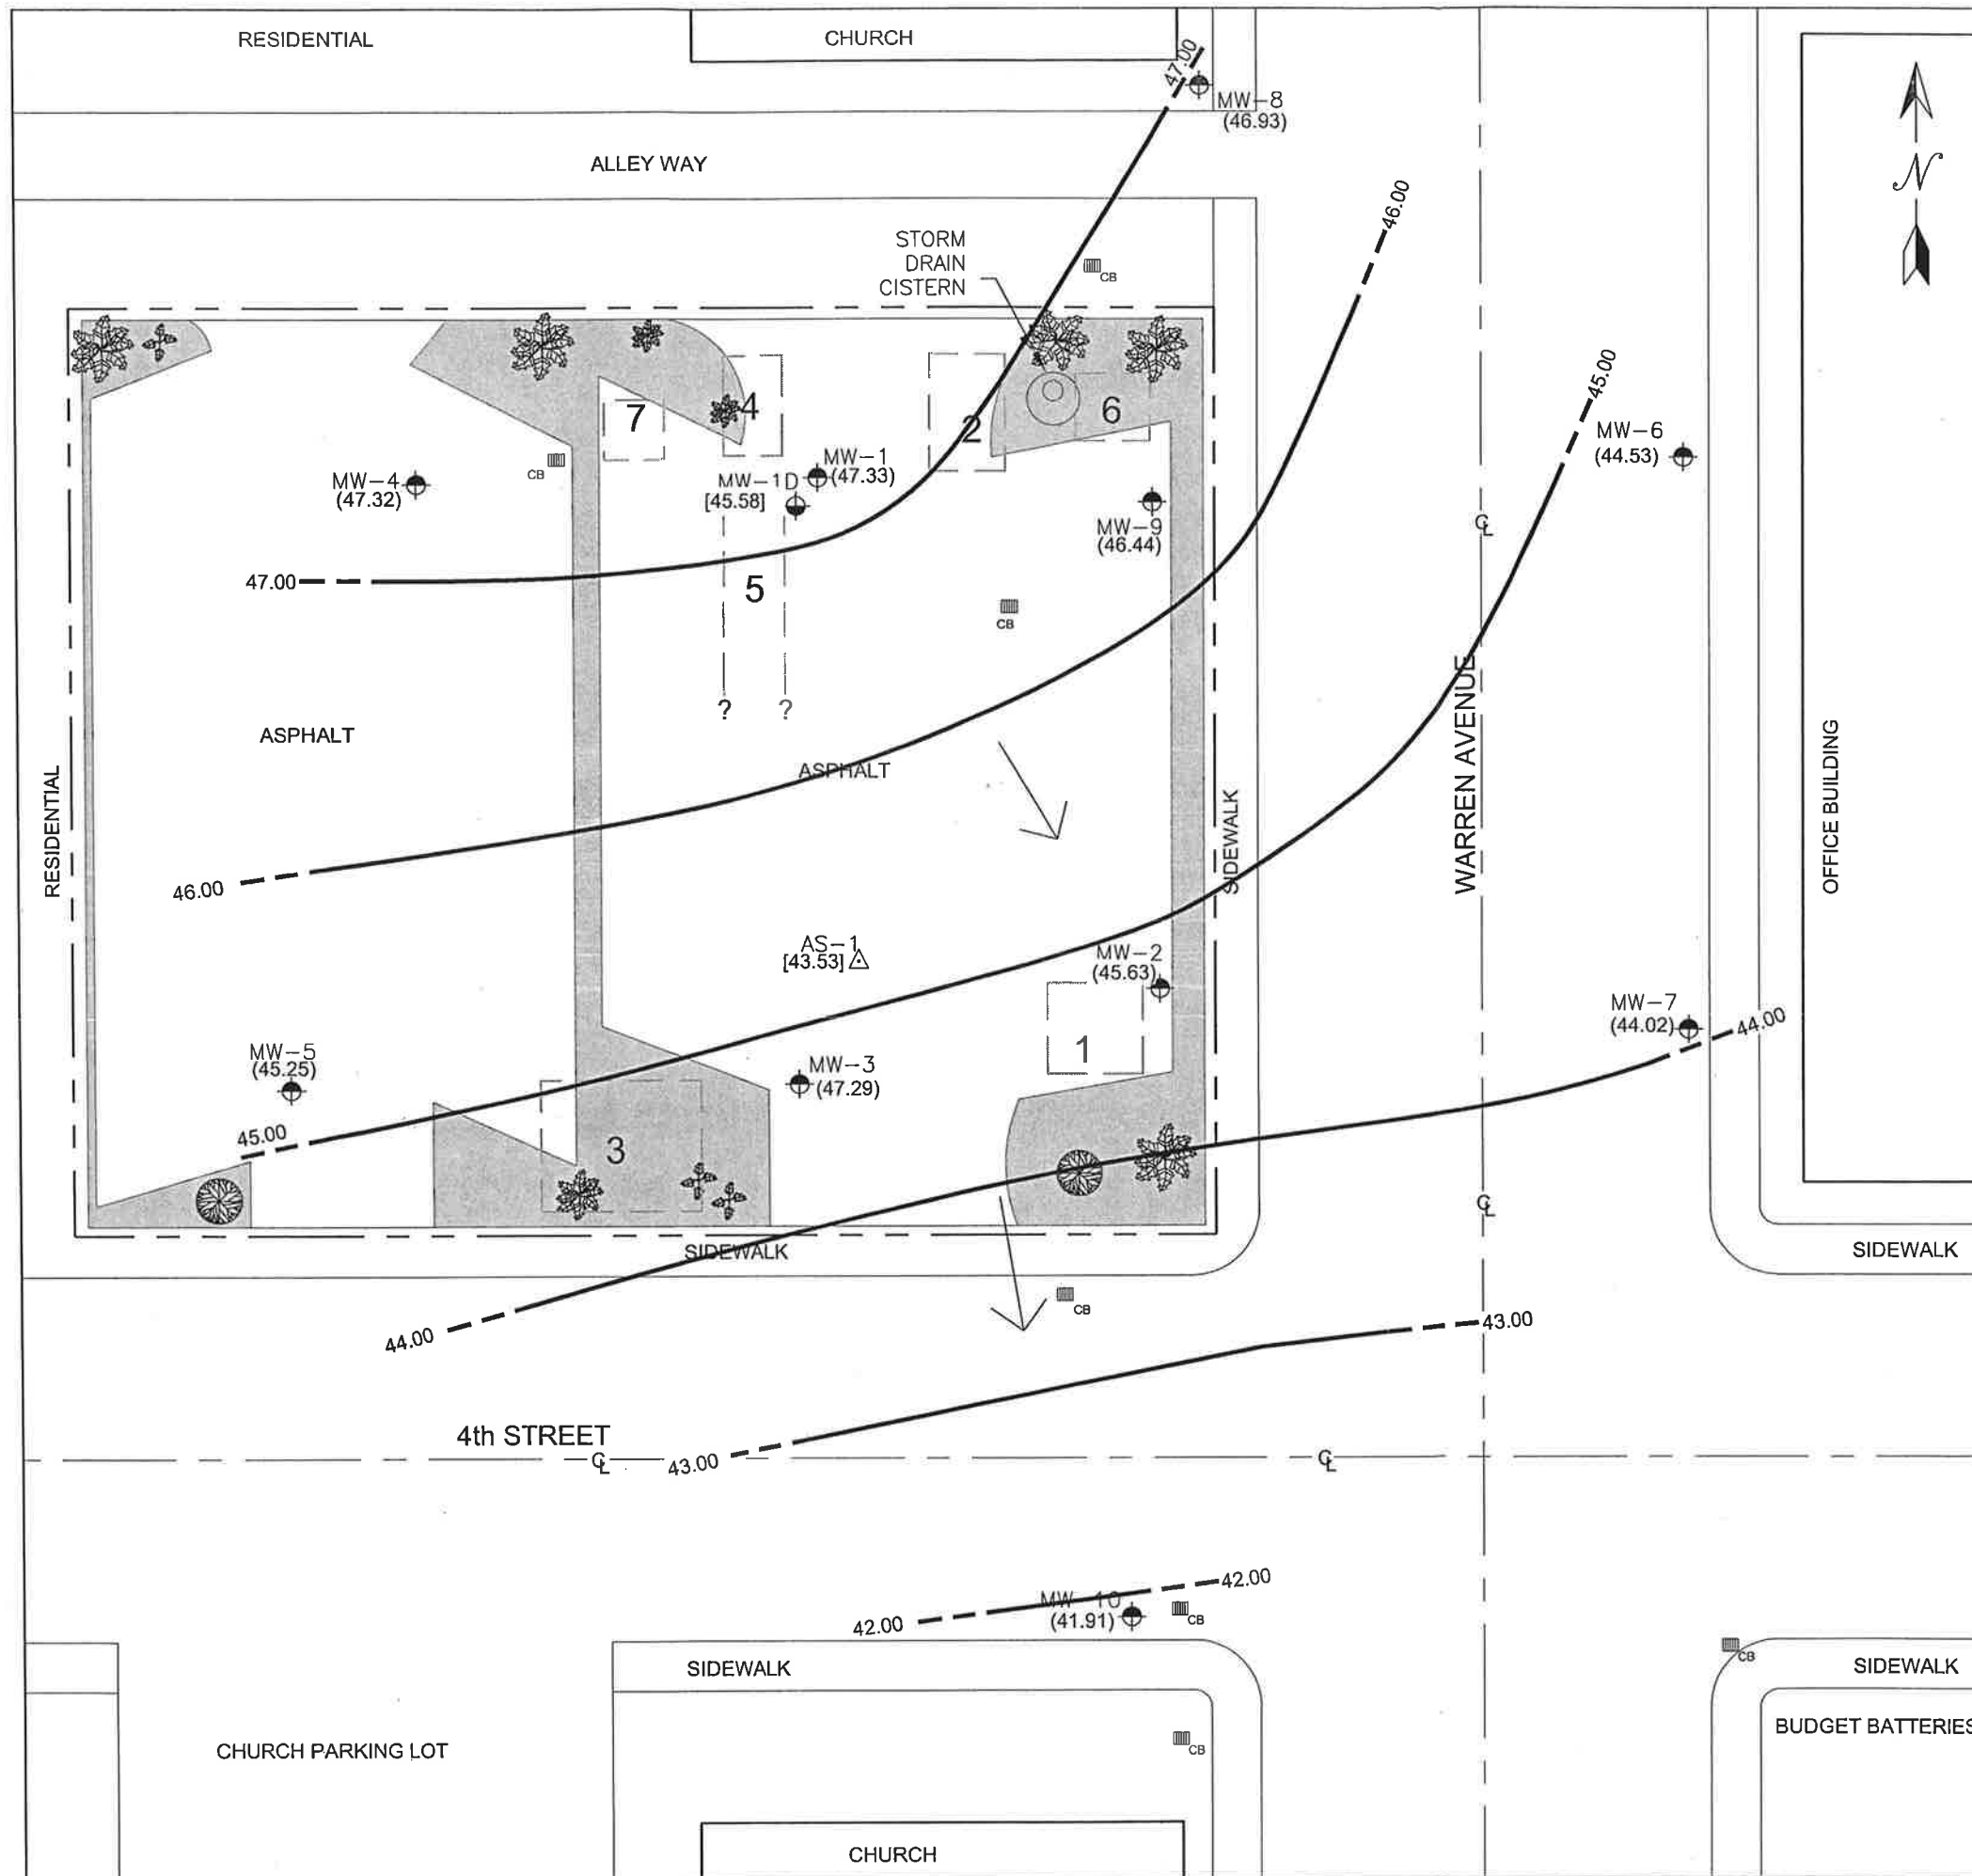 RESIDENTIAL
CHURCH
47.00
MW-8
(46.93)
ALLEY WAY
N
46.00
STORM
DRAIN
CISTERN
CB
45.00
7
4
2
6
MW-6
(44.53)
MW-4
(47.32)
CB
MW-1
(47.33)
MW-1D
[45.58]
MW-9
(46.44)
℄
47.00
5
CB
? ?
ASPHALT
ASPHALT
RESIDENTIAL
SIDEWALK
WARREN AVENUE
OFFICE BUILDING
46.00
AS-1
[43.53]
MW-2
(45.63)
MW-7
(44.02)
44.00
1
MW-5
(45.25)
MW-3
(47.29)
45.00
3
℄
SIDEWALK
SIDEWALK
CB
44.00
43.00
4th STREET
℄
43.00
℄
42.00
MW-10
(41.91)
CB
42.00
SIDEWALK
CB
SIDEWALK
CHURCH PARKING LOT
CB
BUDGET BATTERIES
CHURCH